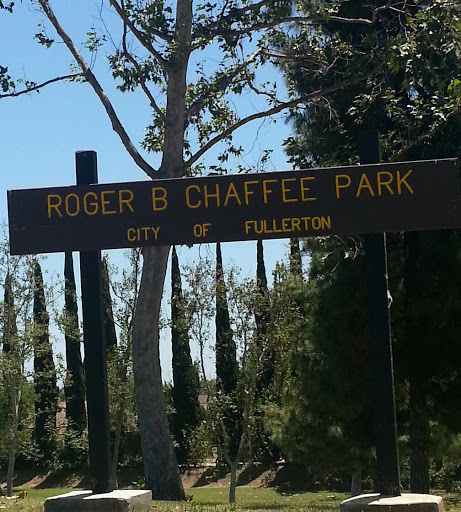 ROGER B CHAFFEE PARK
CITY OF FULLERTON